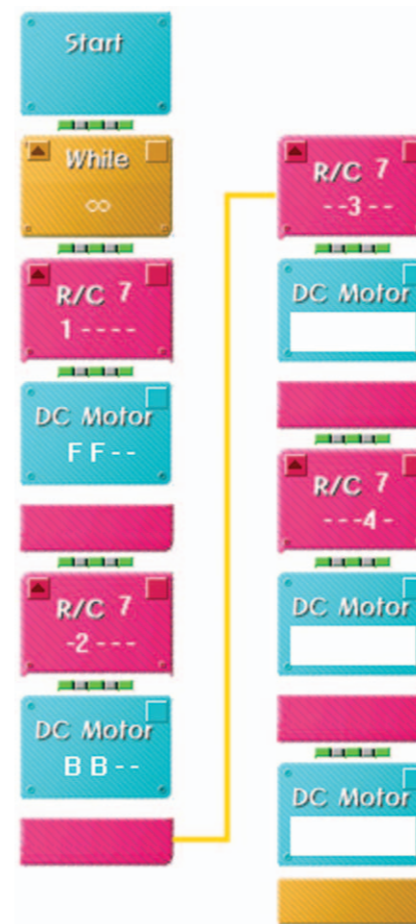 Start
While
∞
R/C 7
1 - - - -
DC Motor
F F - -
R/C 7
-2 - - -
DC Motor
B B - -
R/C 7
- -3 - -
DC Motor
R/C 7
- - -4 -
DC Motor
DC Motor